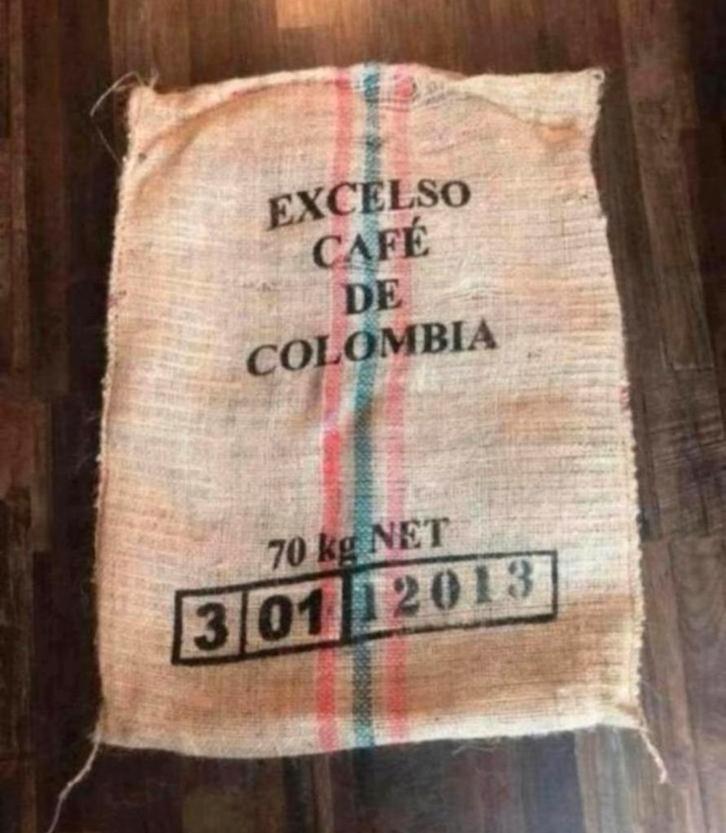 EXCELSO
CAFÉ
DE
COLOMBIA
70 kg NET
3 01 12013